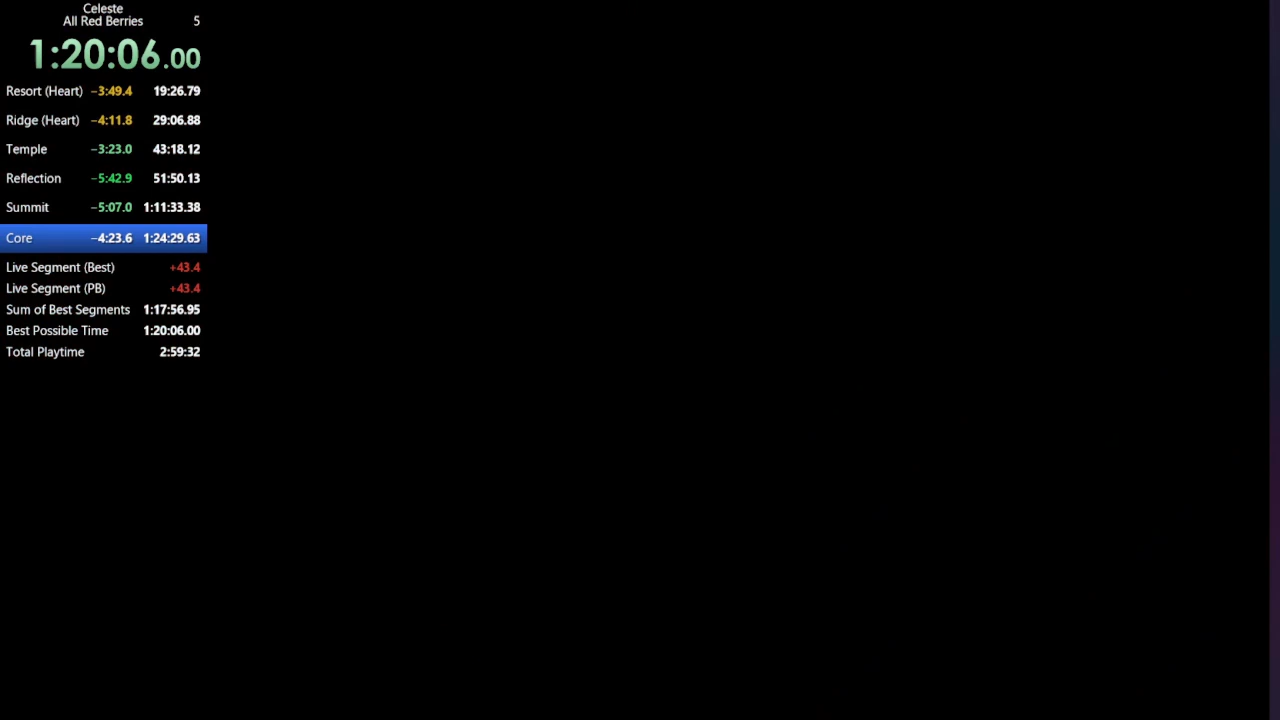 Celeste
All Red Berries 5
1:20:06.00
Resort (Heart) −3:49.4 19:26.79
Ridge (Heart) −4:11.8 29:06.88
Temple −3:23.0 43:18.12
Reflection −5:42.9 51:50.13
Summit −5:07.0 1:11:33.38
Core −4:23.6 1:24:29.63
Live Segment (Best) +43.4
Live Segment (PB) +43.4
Sum of Best Segments 1:17:56.95
Best Possible Time 1:20:06.00
Total Playtime 2:59:32